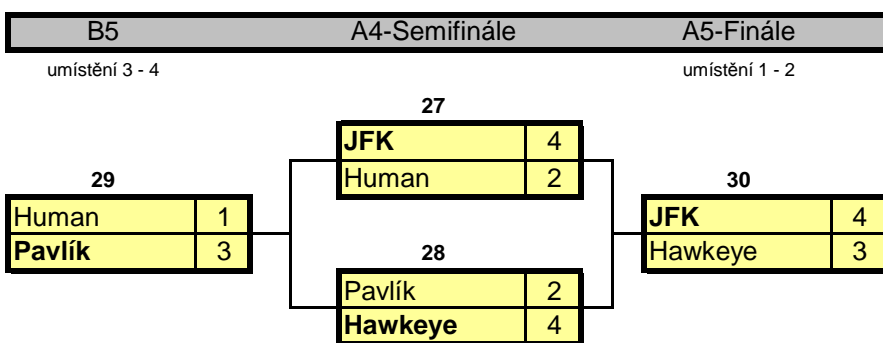 B5 A4-Semifinále A5-Finále
umístění 3 - 4 umístění 1 - 2
27
JFK 4
Human 2
29
Human 1
Pavlík 3
30
JFK 4
Hawkeye 3
28
Pavlík 2
Hawkeye 4